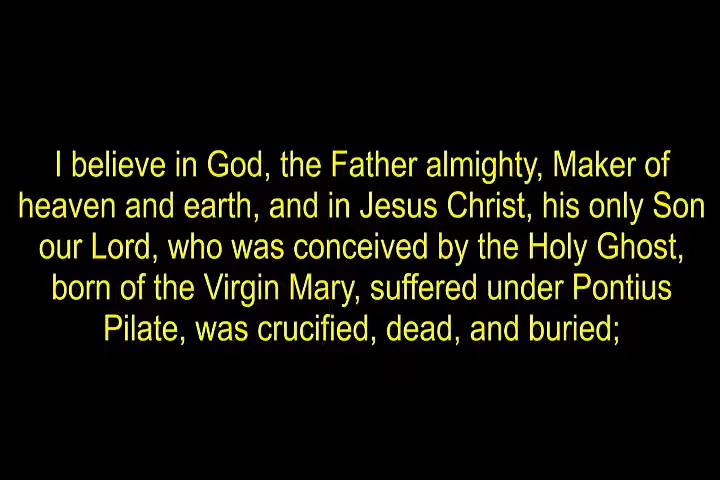 I believe in God, the Father almighty, Maker of
heaven and earth, and in Jesus Christ, his only Son
our Lord, who was conceived by the Holy Ghost,
born of the Virgin Mary, suffered under Pontius
Pilate, was crucified, dead, and buried;